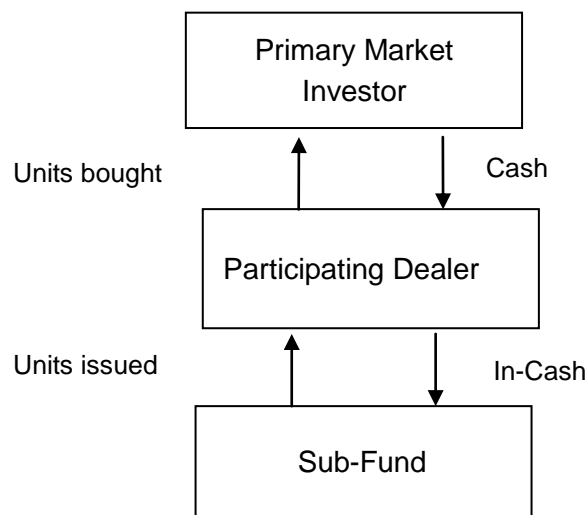 Primary Market
Investor
Units bought
Cash
Participating Dealer
Units issued
In-Cash
Sub-Fund